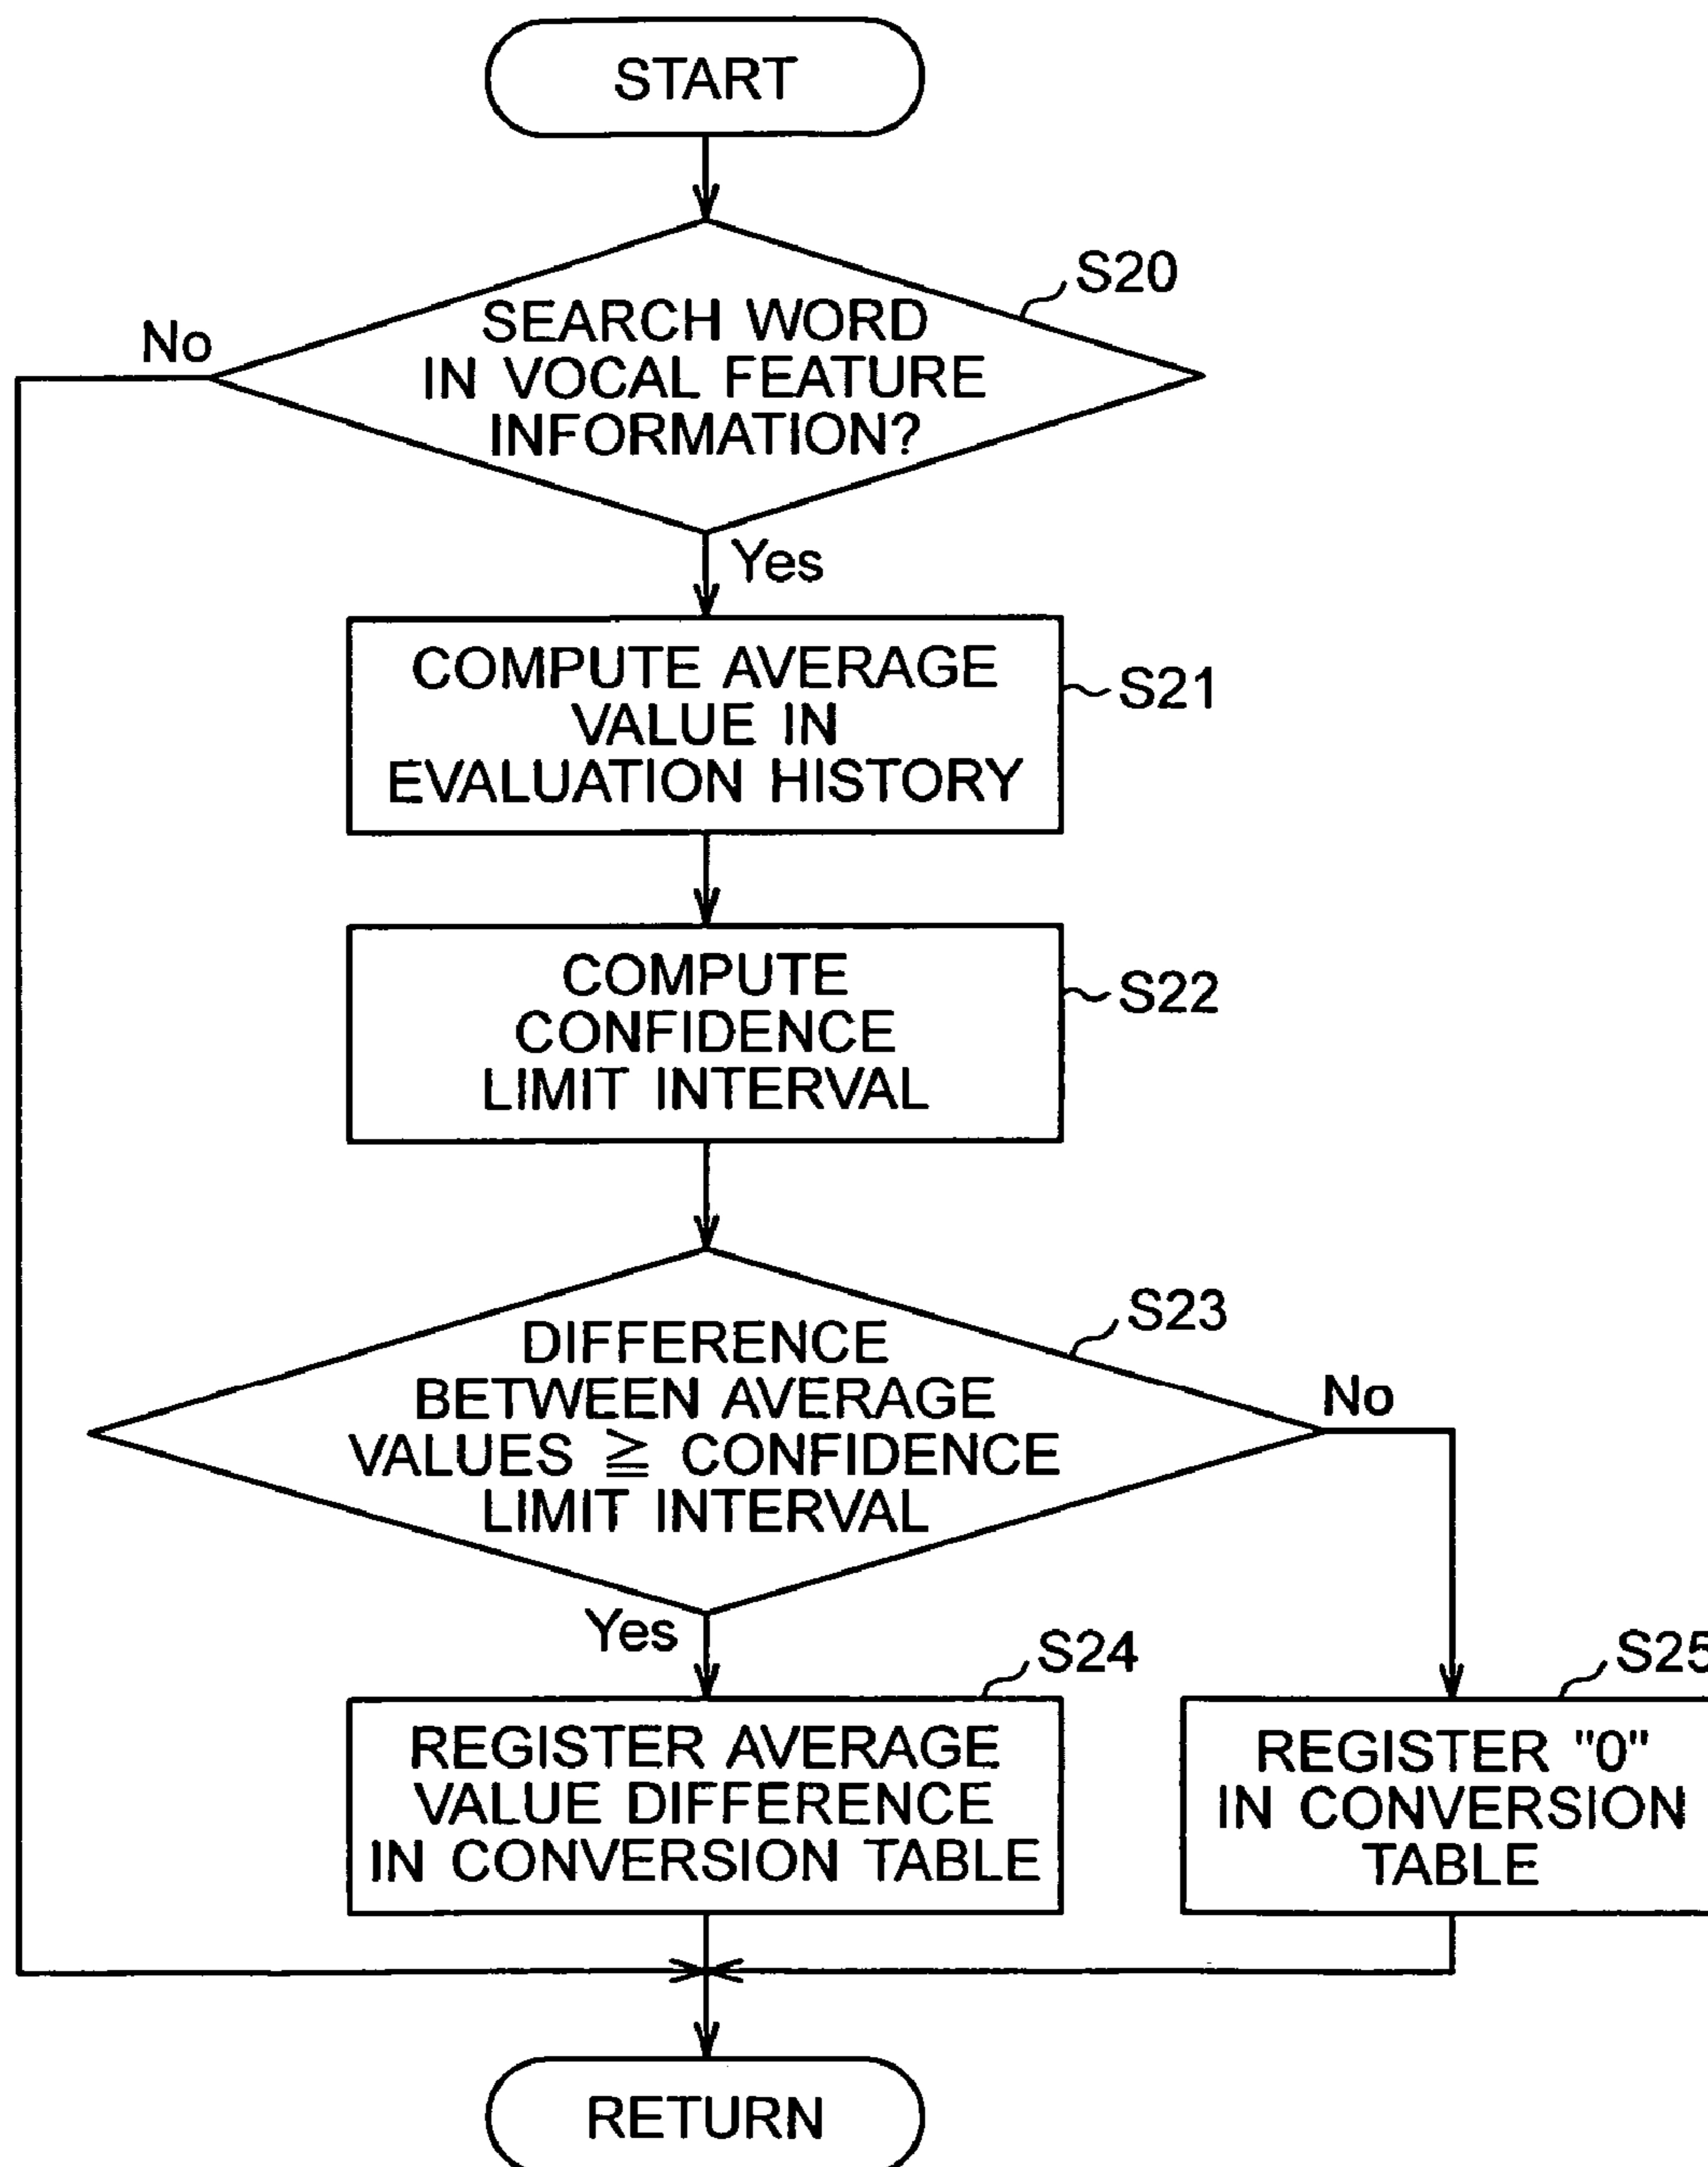 START
S20
SEARCH WORD
IN VOCAL FEATURE
INFORMATION?
No
Yes
COMPUTE AVERAGE
VALUE IN
EVALUATION HISTORY
S21
COMPUTE
CONFIDENCE
LIMIT INTERVAL
S22
S23
DIFFERENCE
BETWEEN AVERAGE
VALUES ≧ CONFIDENCE
LIMIT INTERVAL
No
Yes
S24
REGISTER AVERAGE
VALUE DIFFERENCE
IN CONVERSION TABLE
S25
REGISTER "0"
IN CONVERSION
TABLE
RETURN